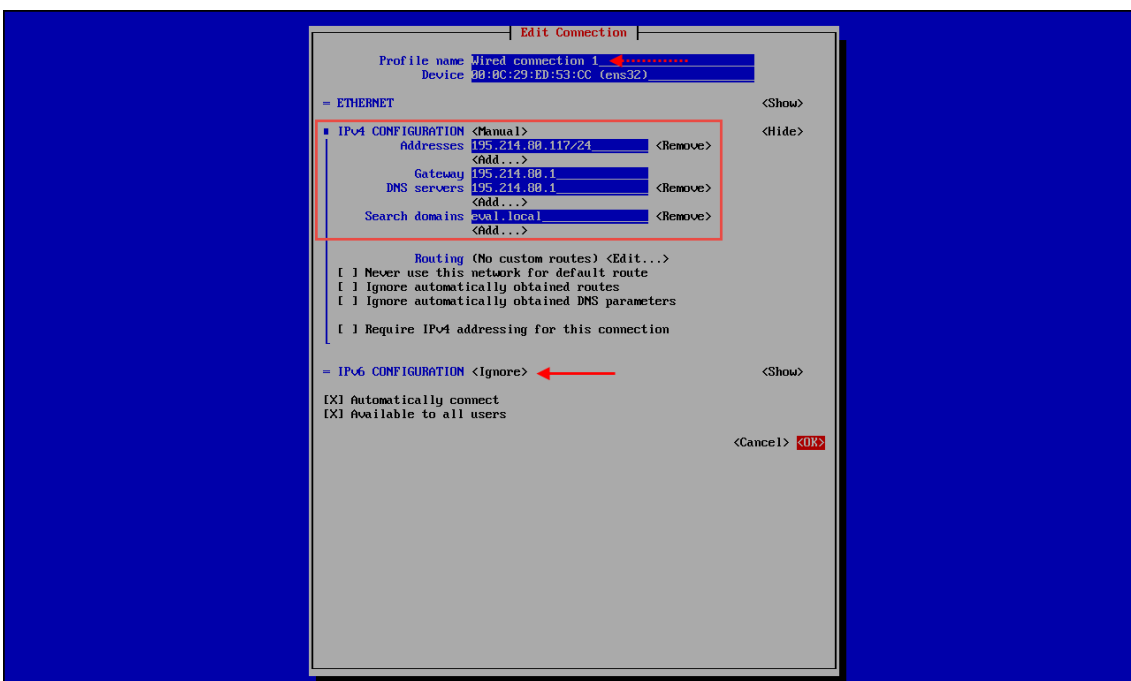 Edit Connection
Profile name Wired connection 1
Device 00:0C:29:ED:53:CC (ens32)
= ETHERNET <Show>
IPv4 CONFIGURATION <Manual> <Hide>
Addresses 195.214.80.117/24 <Remove>
<Add...>
Gateway 195.214.80.1
DNS servers 195.214.80.1 <Remove>
<Add...>
Search domains eval.local <Remove>
<Add...>
Routing (No custom routes) <Edit...>
[ ] Never use this network for default route
[ ] Ignore automatically obtained routes
[ ] Ignore automatically obtained DNS parameters
[ ] Require IPv4 addressing for this connection
= IPv6 CONFIGURATION <Ignore> <Show>
[X] Automatically connect
[X] Available to all users
<Cancel> <OK>